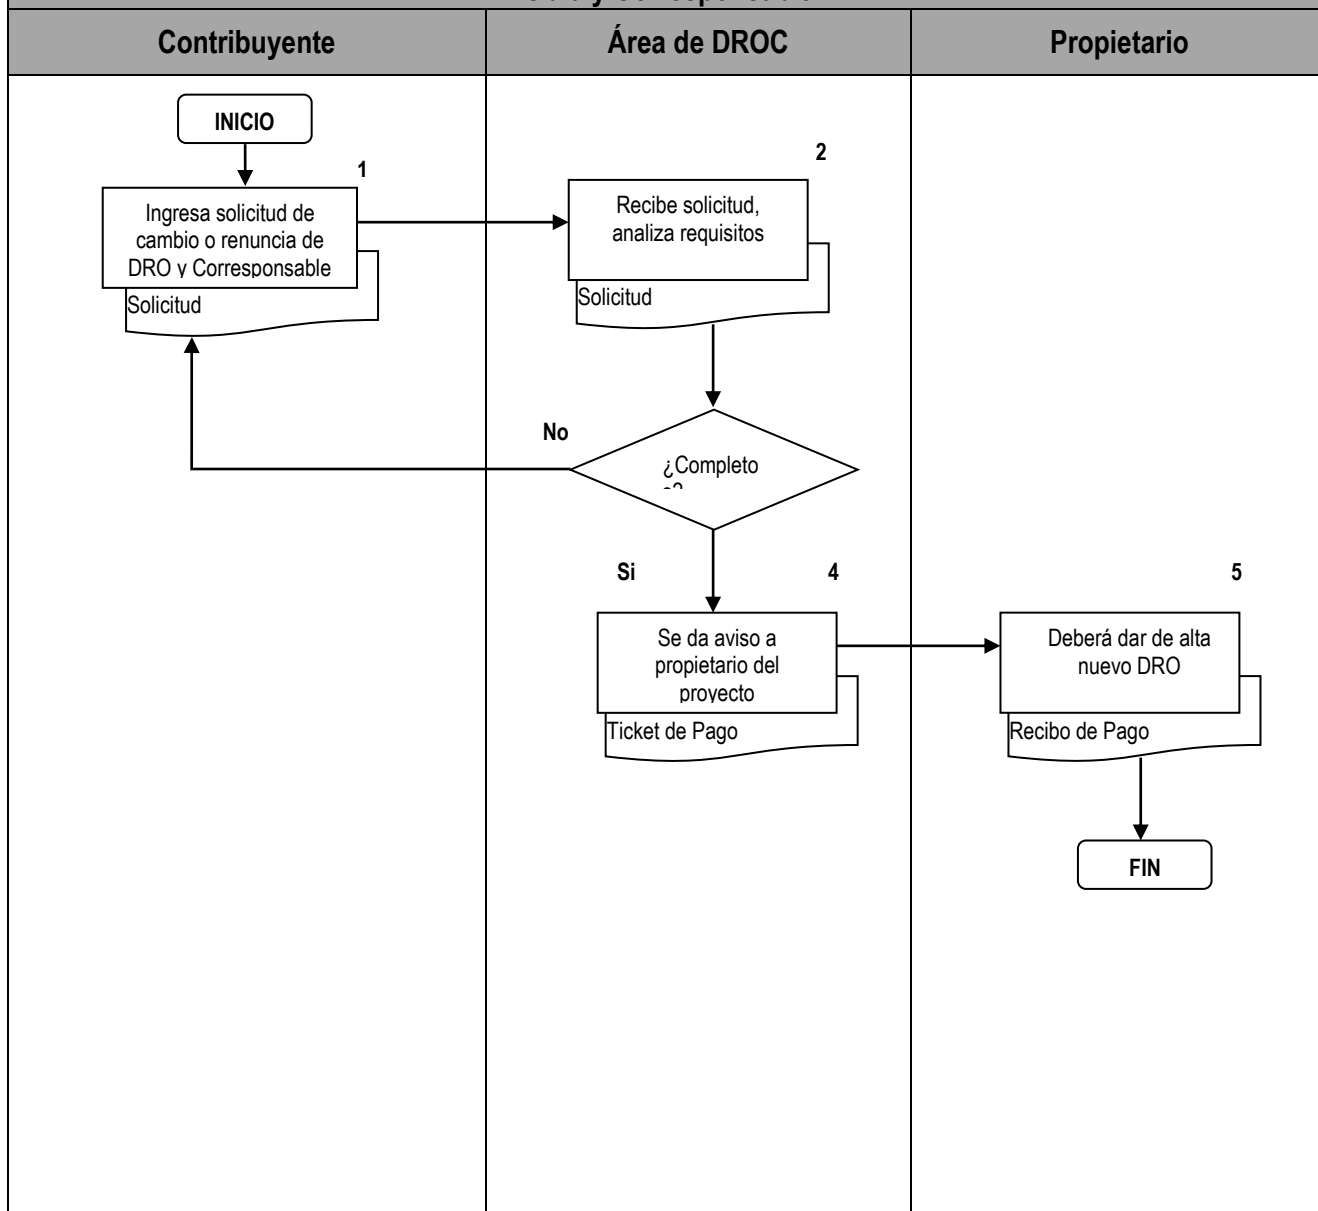 Contribuyente
Área de DROC
Propietario
INICIO
1
Ingresa solicitud de
cambio o renuncia de
DRO y Corresponsable
Solicitud
2
Recibe solicitud,
analiza requisitos
Solicitud
No
¿Completo
Si
4
Se da aviso a
propietario del
proyecto
Ticket de Pago
5
Deberá dar de alta
nuevo DRO
Recibo de Pago
FIN